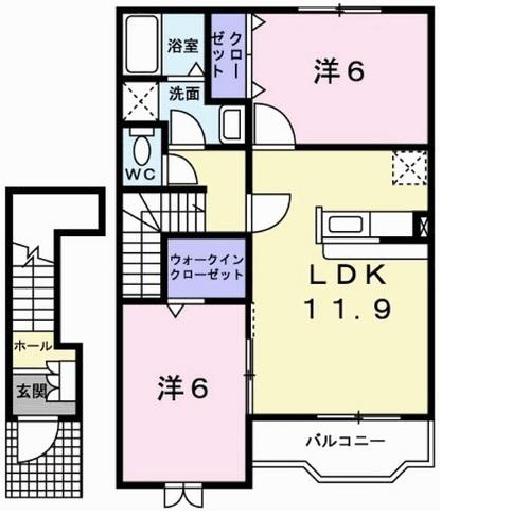 浴室
クロー
ゼット
洋6
洗面
WC
ウォークイン
クローゼット
LDK
11.9
ホール
玄関
洋6
バルコニー